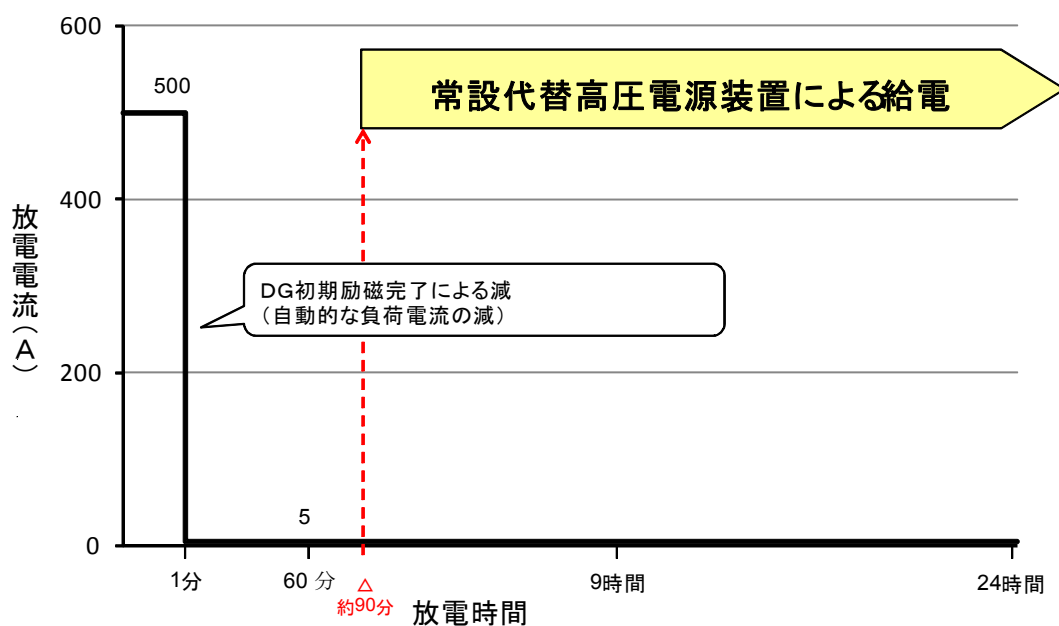 600
500
常設代替高圧電源装置による給電
400
放電電流(A)
DG初期励磁完了による減
(自動的な負荷電流の減)
200
5
0
1分
60 分
△
約90分
9時間
24時間
放電時間